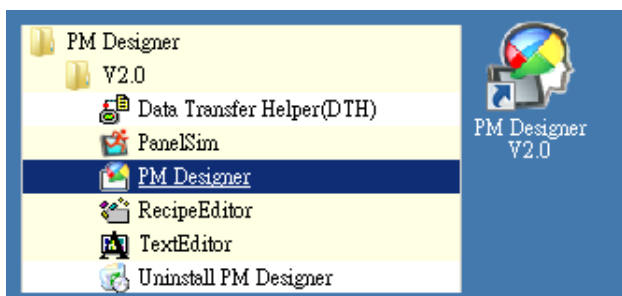 PM Designer
V2.0
Data Transfer Helper(DTH)
PanelSim
PM Designer
RecipeEditor
TextEditor
Uninstall PM Designer
PM Designer
V2.0